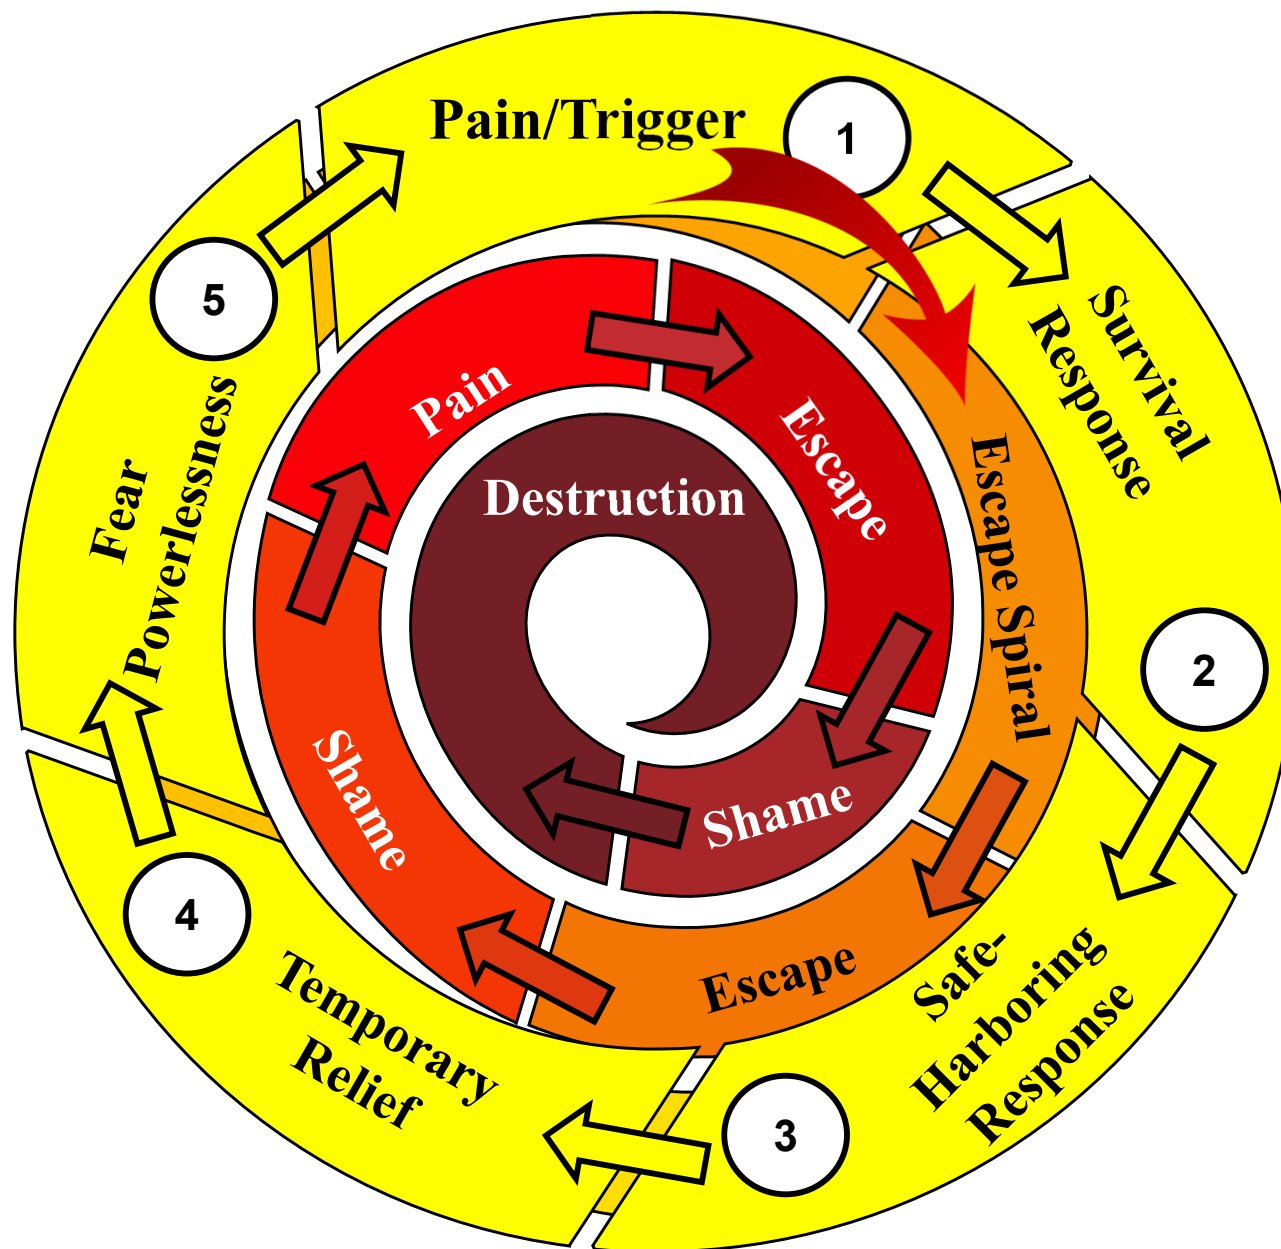 Pain/Trigger
1
Survival
Response
2
Safe-
Harboring
Response
3
Temporary
Relief
4
Fear
Powerlessness
5
Escape Spiral
Escape
Shame
Pain
Escape
Shame
Destruction